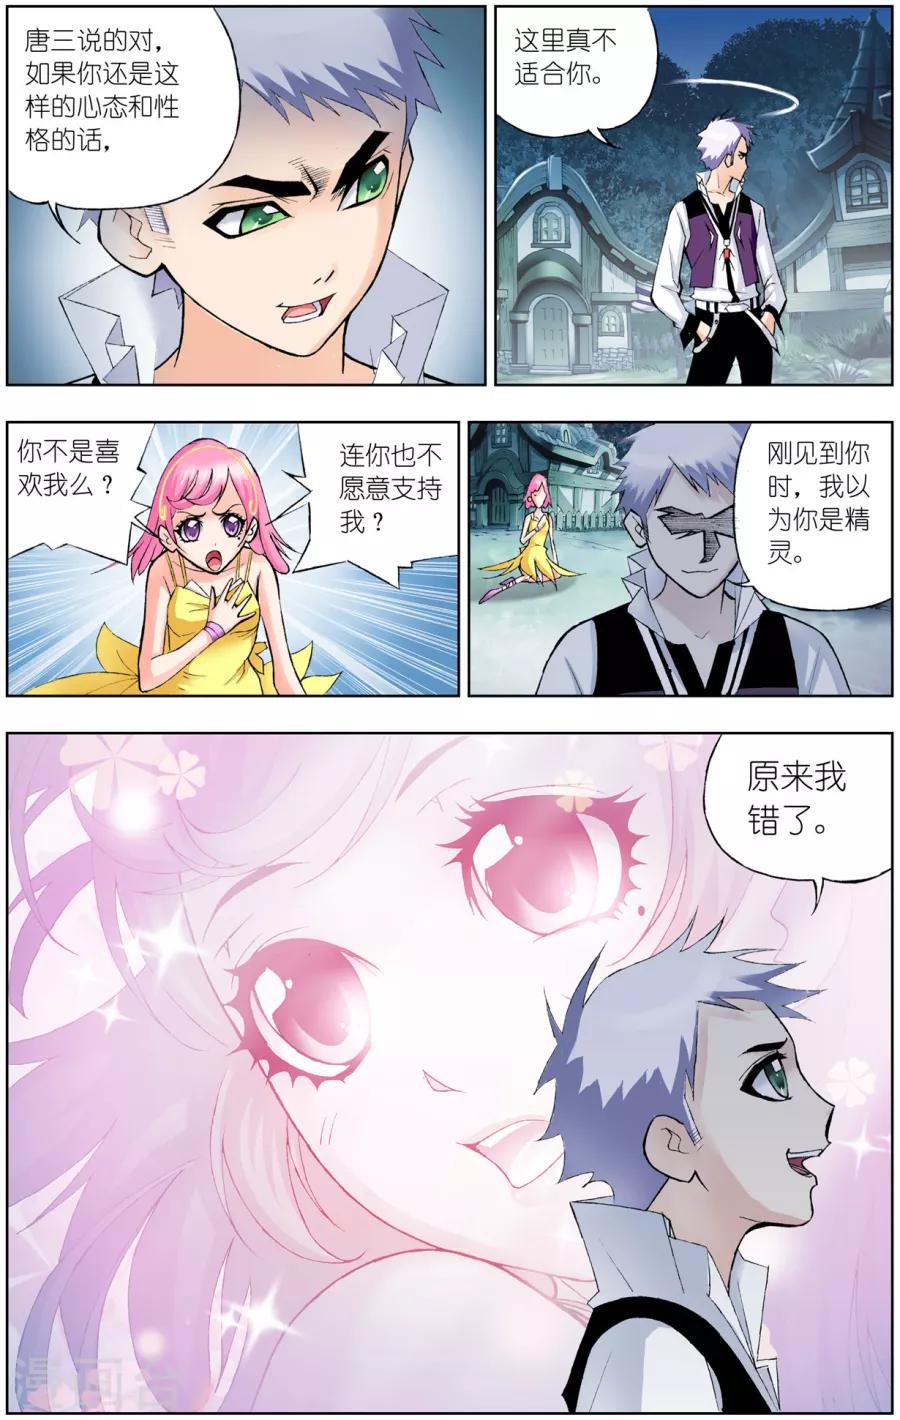 唐三说的对，
如果你还是这
样的心态和性
格的话，
这里真不
适合你。
你不是喜
欢我么？
连你也不
愿意支持
我？
刚见到你
时，我以
为你是精
灵。
原来我
错了。
漫画台